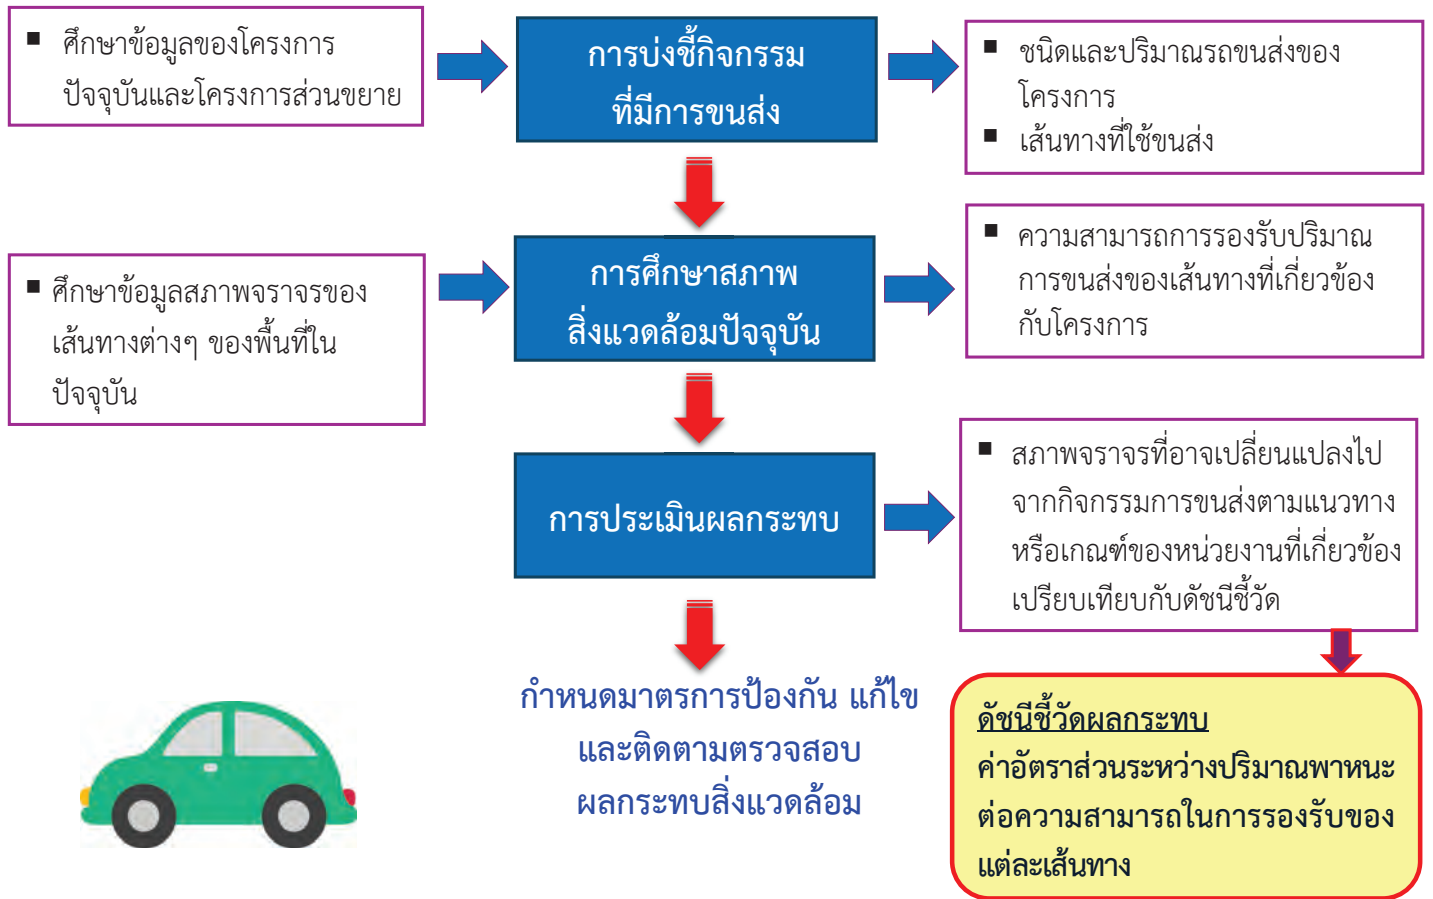 ศึกษาข้อมูลของโครงการ
ปัจจุบันและโครงการส่วนขยาย
การบ่งชี้กิจกรรม
ที่มีการขนส่ง
ชนิดและปริมาณรถขนส่งของ
โครงการ
เส้นทางที่ใช้ขนส่ง
ศึกษาข้อมูลสภาพจราจรของ
เส้นทางต่างๆ ของพื้นที่ใน
ปัจจุบัน
การศึกษาสภาพ
สิ่งแวดล้อมปัจจุบัน
ความสามารถการรองรับปริมาณ
การขนส่งของเส้นทางที่เกี่ยวข้อง
กับโครงการ
การประเมินผลกระทบ
สภาพจราจรที่อาจเปลี่ยนแปลงไป
จากกิจกรรมการขนส่งตามแนวทาง
หรือเกณฑ์ของหน่วยงานที่เกี่ยวข้อง
เปรียบเทียบกับดัชนีชี้วัด
กำหนดมาตรการป้องกัน แก้ไข
และติดตามตรวจสอบ
ผลกระทบสิ่งแวดล้อม
ดัชนีชี้วัดผลกระทบ
ค่าอัตราส่วนระหว่างปริมาณพาหนะ
ต่อความสามารถในการรองรับของ
แต่ละเส้นทาง